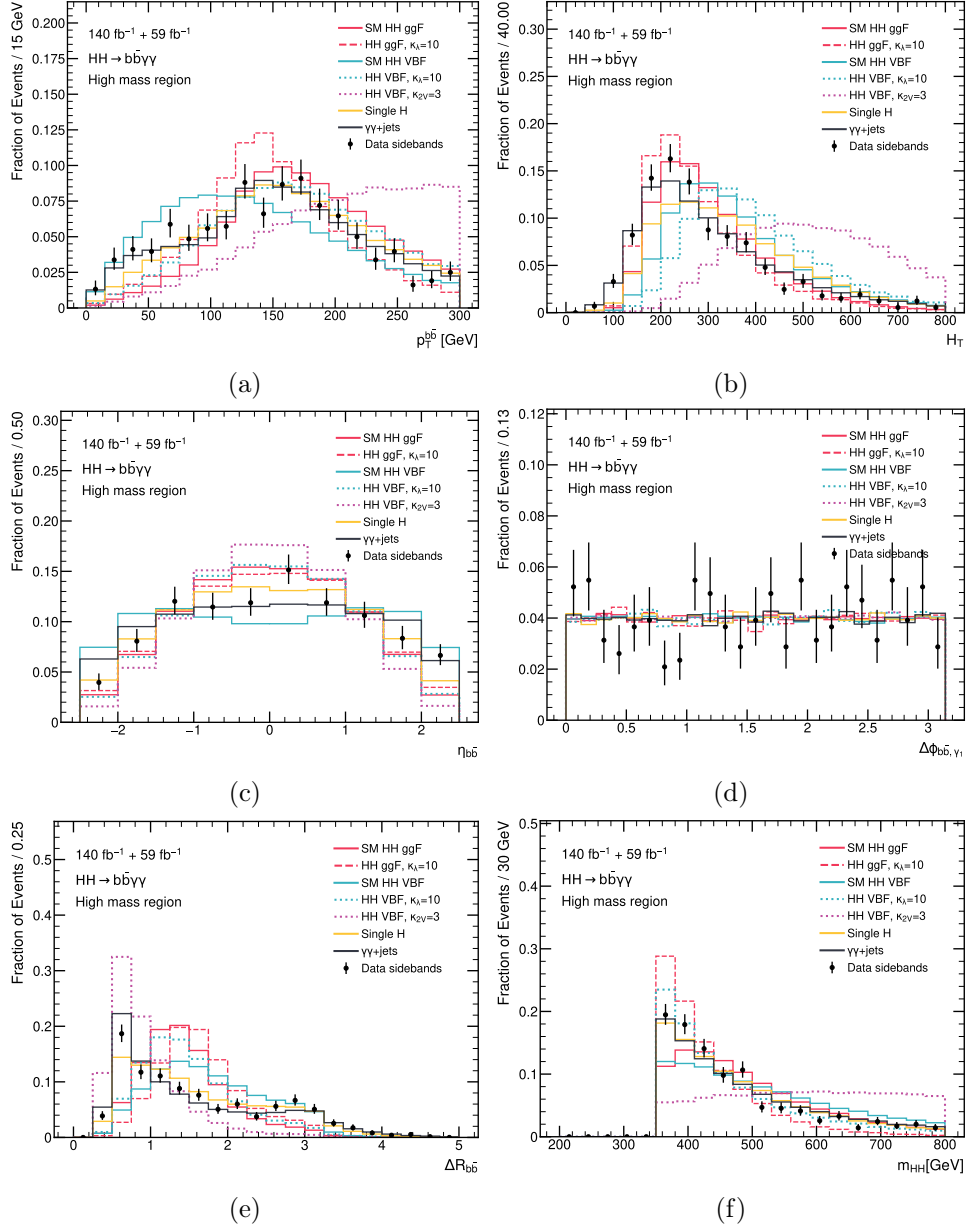 Fraction of Events / 15 GeV
0.200
0.175
0.150
0.125
0.100
0.075
0.050
0.025
0
140 fb⁻¹ + 59 fb⁻¹
HH → bb̄γγ
High mass region
SM HH ggF
HH ggF, κλ=10
SM HH VBF
HH VBF, κλ=10
HH VBF, κ2V=3
Single H
γγ+jets
Data sidebands
0 50 100 150 200 250 300
p_T^{bb̄} [GeV]
(a)
Fraction of Events / 40.00
0.30
0.25
0.20
0.15
0.10
0.05
0
140 fb⁻¹ + 59 fb⁻¹
HH → bb̄γγ
High mass region
SM HH ggF
HH ggF, κλ=10
SM HH VBF
HH VBF, κλ=10
HH VBF, κ2V=3
Single H
γγ+jets
Data sidebands
0 100 200 300 400 500 600 700 800
H_T
(b)
Fraction of Events / 0.50
0.30
0.25
0.20
0.15
0.10
0.05
0.00
140 fb⁻¹ + 59 fb⁻¹
HH → bb̄γγ
High mass region
SM HH ggF
HH ggF, κλ=10
SM HH VBF
HH VBF, κλ=10
HH VBF, κ2V=3
Single H
γγ+jets
Data sidebands
−2 −1 0 1 2
η_{bb̄}
(c)
Fraction of Events / 0.13
0.12
0.10
0.08
0.06
0.04
0.02
0
140 fb⁻¹ + 59 fb⁻¹
HH → bb̄γγ
High mass region
SM HH ggF
HH ggF, κλ=10
SM HH VBF
HH VBF, κλ=10
HH VBF, κ2V=3
Single H
γγ+jets
Data sidebands
0 0.5 1 1.5 2 2.5 3
Δϕ_{bb̄, γ1}
(d)
Fraction of Events / 0.25
0.5
0.4
0.3
0.2
0.1
0
140 fb⁻¹ + 59 fb⁻¹
HH → bb̄γγ
High mass region
SM HH ggF
HH ggF, κλ=10
SM HH VBF
HH VBF, κλ=10
HH VBF, κ2V=3
Single H
γγ+jets
Data sidebands
0 1 2 3 4 5
ΔR_{bb̄}
(e)
Fraction of Events / 30 GeV
0.5
0.4
0.3
0.2
0.1
0
140 fb⁻¹ + 59 fb⁻¹
HH → bb̄γγ
High mass region
SM HH ggF
HH ggF, κλ=10
SM HH VBF
HH VBF, κλ=10
HH VBF, κ2V=3
Single H
γγ+jets
Data sidebands
200 300 400 500 600 700 800
m_{HH}[GeV]
(f)